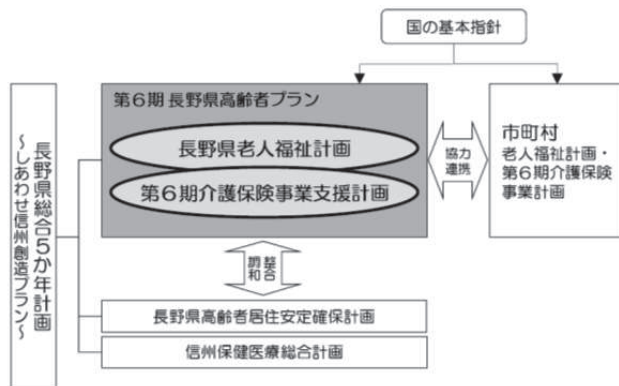 国の基本指針
第6期 長野県高齢者プラン
長野県老人福祉計画
第6期介護保険事業支援計画
協力
連携
市町村
老人福祉計画・
第6期介護保険
事業計画
長野県総合5か年計画
～しあわせ信州創造プラン～
調和
整合
長野県高齢者居住安定確保計画
信州保健医療総合計画